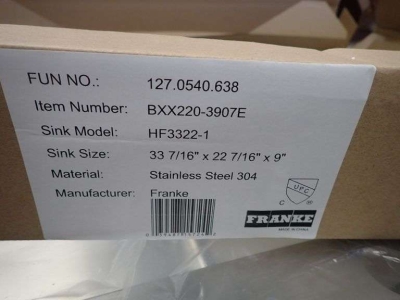 FUN NO.: 127.0540.638
Item Number: BXX220-3907E
Sink Model: HF3322-1
Sink Size: 33 7/16" x 22 7/16" x 9"
Material: Stainless Steel 304
Manufacturer: Franke
UPC
C ®
FRANKE